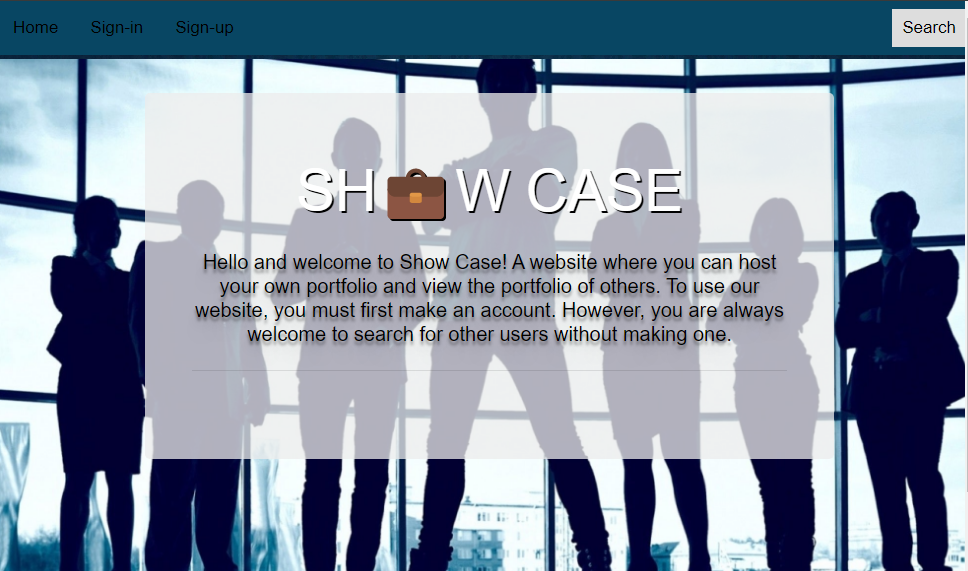 Home Sign-in Sign-up Search
SH💼W CASE
Hello and welcome to Show Case! A website where you can host
your own portfolio and view the portfolio of others. To use our
website, you must first make an account. However, you are always
welcome to search for other users without making one.